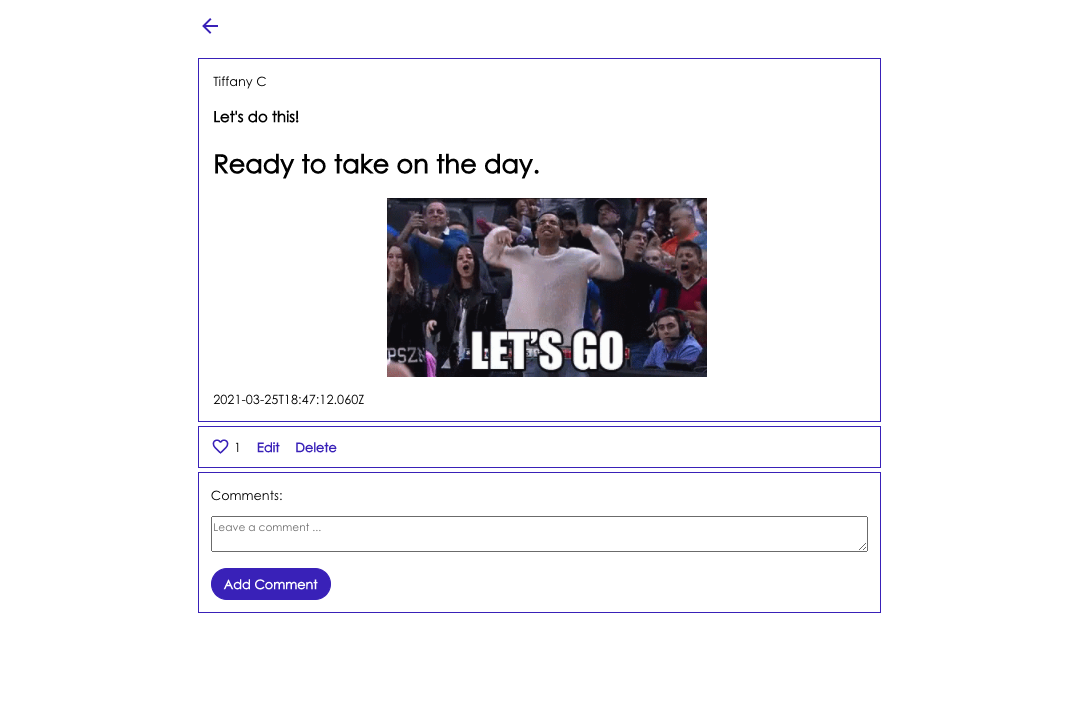 Tiffany C
Let's do this!
Ready to take on the day.
PSZN
LET'S GO
2021-03-25T18:47:12.060Z
1 Edit Delete
Comments:
Leave a comment ...
Add Comment